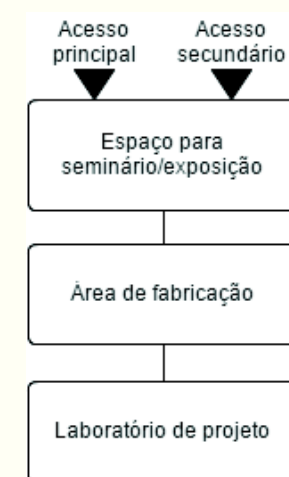 Acesso principal
Acesso secundário
Espaço para
seminário/exposição
Área de fabricação
Laboratório de projeto